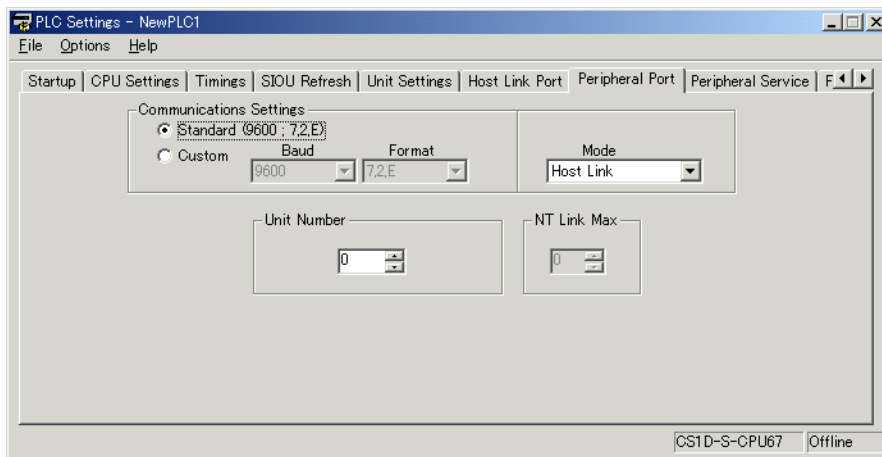 PLC Settings - NewPLC1
File Options Help
Startup CPU Settings Timings SIOU Refresh Unit Settings Host Link Port Peripheral Port Peripheral Service F
Communications Settings
Standard (9600 ; 7,2,E)
Custom Baud Format Mode
9600 7,2,E Host Link
Unit Number NT Link Max
0 0
CS1D-S-CPU67 Offline